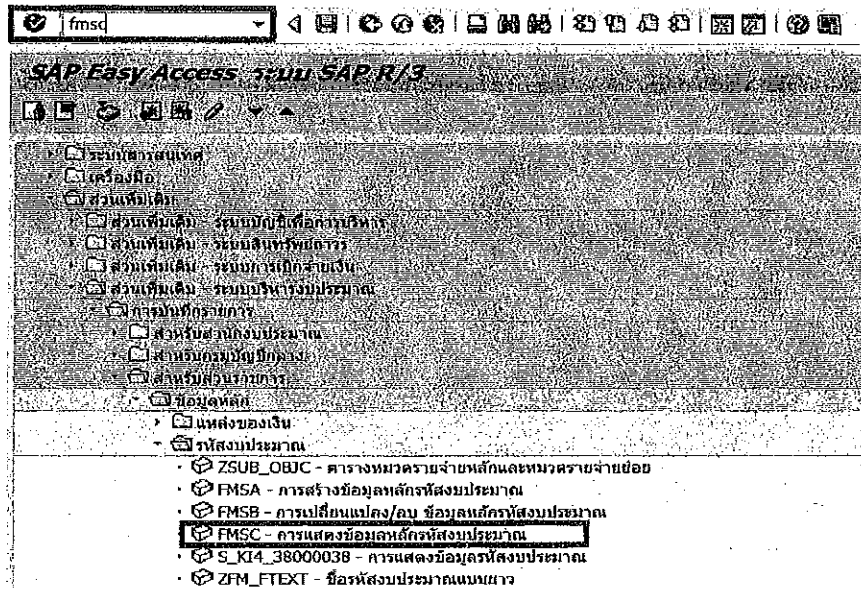 fmsc
SAP Easy Access ระบบ SAP R/3
ระบบสารสนเทศ
เครื่องมือ
ส่วนเพิ่มเติม
ส่วนเพิ่มเติม - ระบบบัญชีเพื่อการบริหาร
ส่วนเพิ่มเติม - ระบบสินทรัพย์ถาวร
ส่วนเพิ่มเติม - ระบบการเบิกจ่ายเงิน
ส่วนเพิ่มเติม - ระบบบริหารงบประมาณ
การบันทึกรายการ
สำหรับสำนักงบประมาณ
สำหรับกรมบัญชีกลาง
สำหรับส่วนราชการ
ข้อมูลหลัก
แหล่งของเงิน
รหัสงบประมาณ
ZSUB_OBJC - ตารางหมวดรายจ่ายหลักและหมวดรายจ่ายย่อย
FMSA - การสร้างข้อมูลหลักรหัสงบประมาณ
FMSB - การเปลี่ยนแปลง/ลบ ข้อมูลหลักรหัสงบประมาณ
FMSC - การแสดงข้อมูลหลักรหัสงบประมาณ
S_KI4_38000038 - การแสดงข้อมูลรหัสงบประมาณ
ZFM_FTEXT - ชื่อรหัสงบประมาณแบบยาว